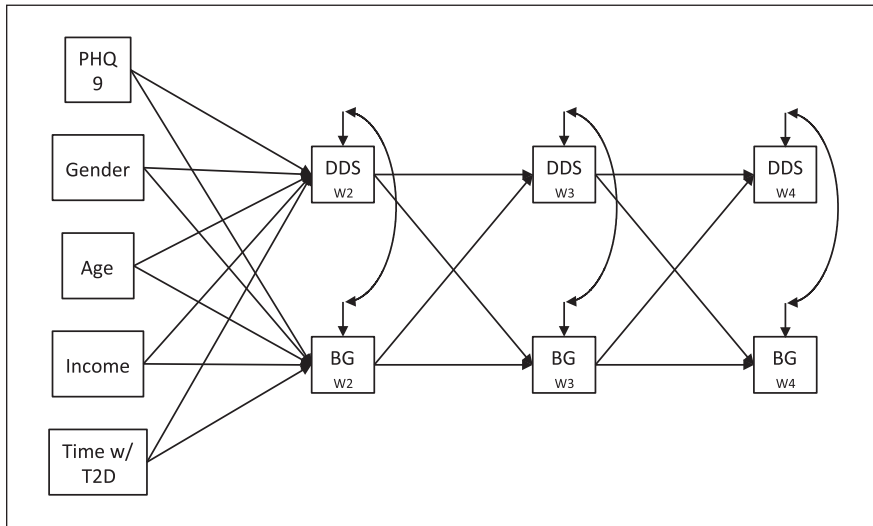 PHQ
9
Gender
Age
Income
Time w/
T2D
DDS
W2
DDS
W3
DDS
W4
BG
W2
BG
W3
BG
W4